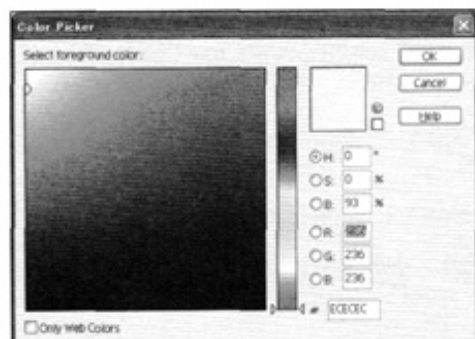 Color Picker
Select foreground color:
OK
Cancel
Help
H: 0 °
S: 0 %
B: 93 %
R:
G: 236
B: 236
ECECEC
Only Web Colors